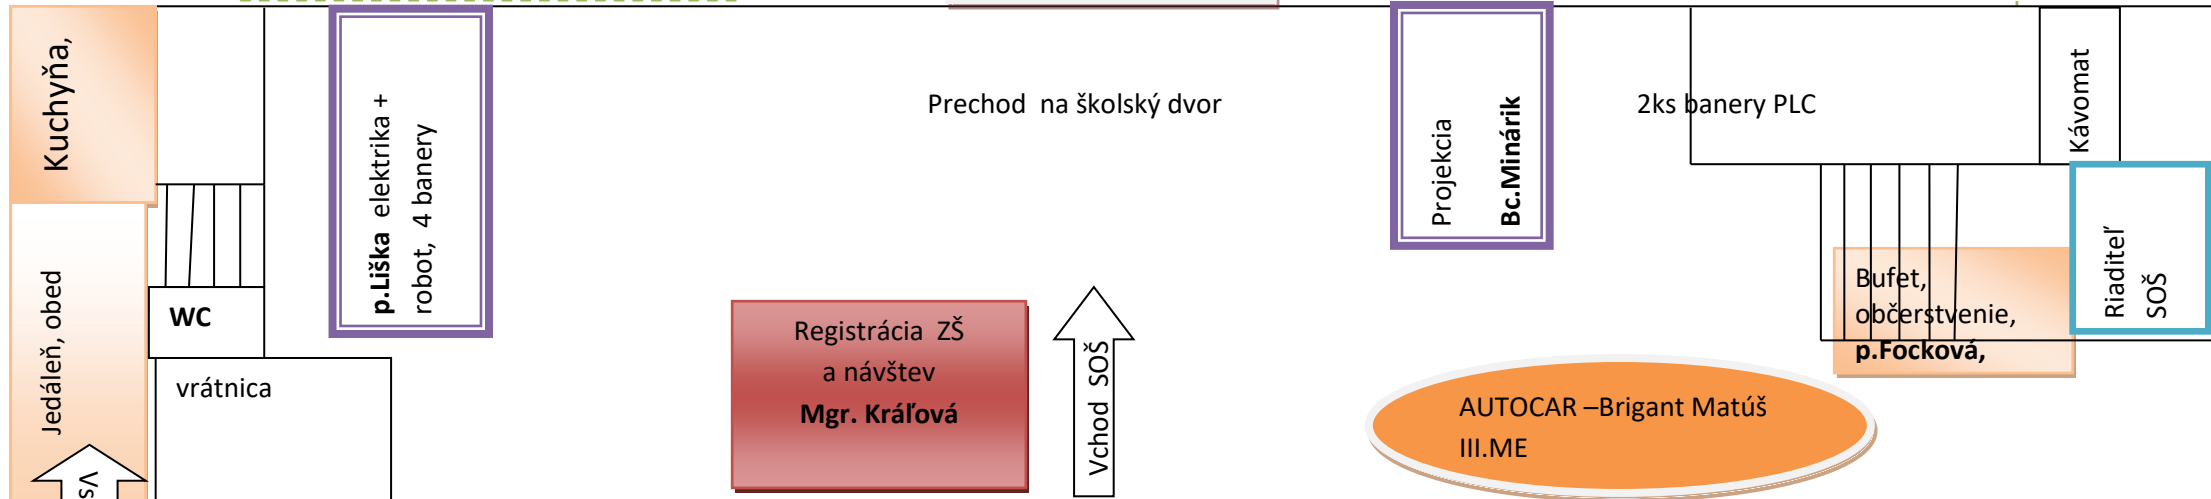 Kuchyňa,
Jedáleň, obed
WC
vrátnica
p.Liška elektrika +
robot, 4 banery
Prechod na školský dvor
Registrácia ZŠ
a návštev
Mgr. Kráľová
Vchod SOŠ
Projekcia
Bc.Minárik
2ks banery PLC
Kávomat
Riaditeľ
SOŠ
Bufet,
občerstvenie,
p.Focková,
AUTOCAR –Brigant Matúš
III.ME